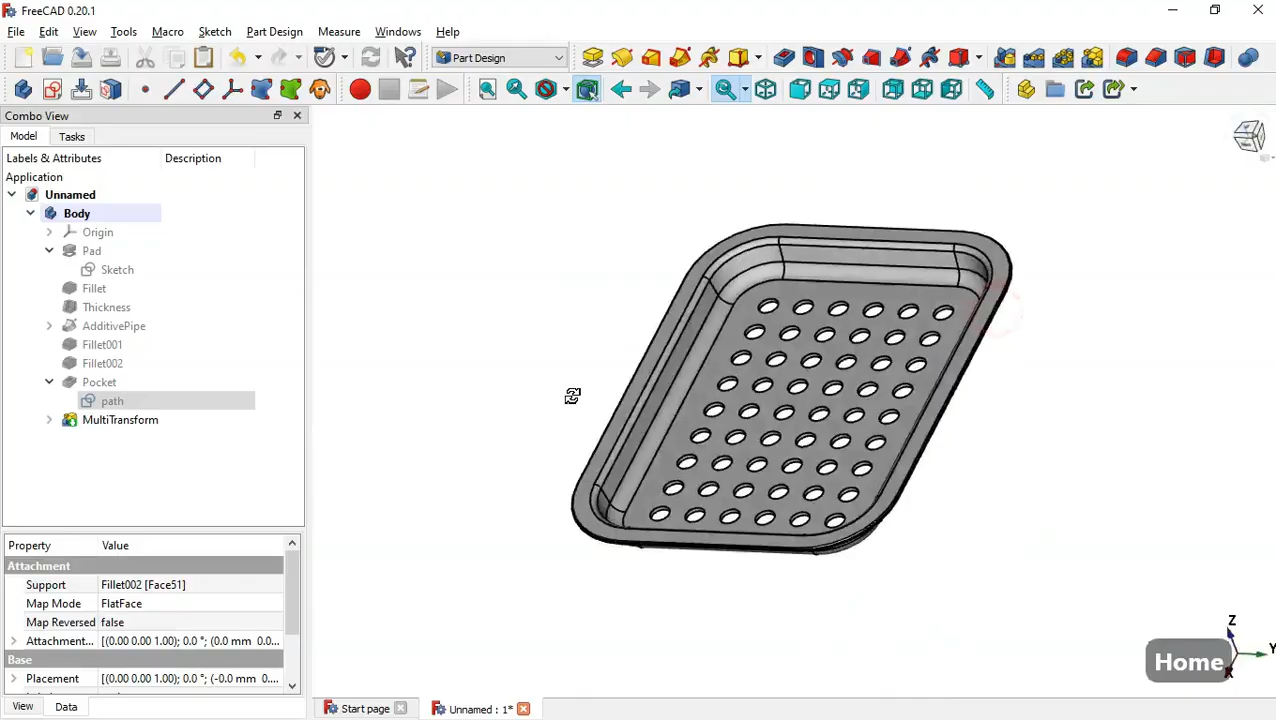 FreeCAD 0.20.1
File Edit View Tools Macro Sketch Part Design Measure Windows Help
Part Design
Combo View
Model Tasks
Labels & Attributes Description
Application
Unnamed
Body
Origin
Pad
Sketch
Fillet
Thickness
AdditivePipe
Fillet001
Fillet002
Pocket
path
MultiTransform
Property Value
Attachment
Support Fillet002 [Face51]
Map Mode FlatFace
Map Reversed false
Attachment... [(0.00 0.00 1.00); 0.0 °; (0.0 mm 0.0...
Base
Placement [(0.00 0.00 1.00); 0.0 °; (-0.0 mm 0....
View Data
Start page Unnamed : 1*
Home
Z
Y
X